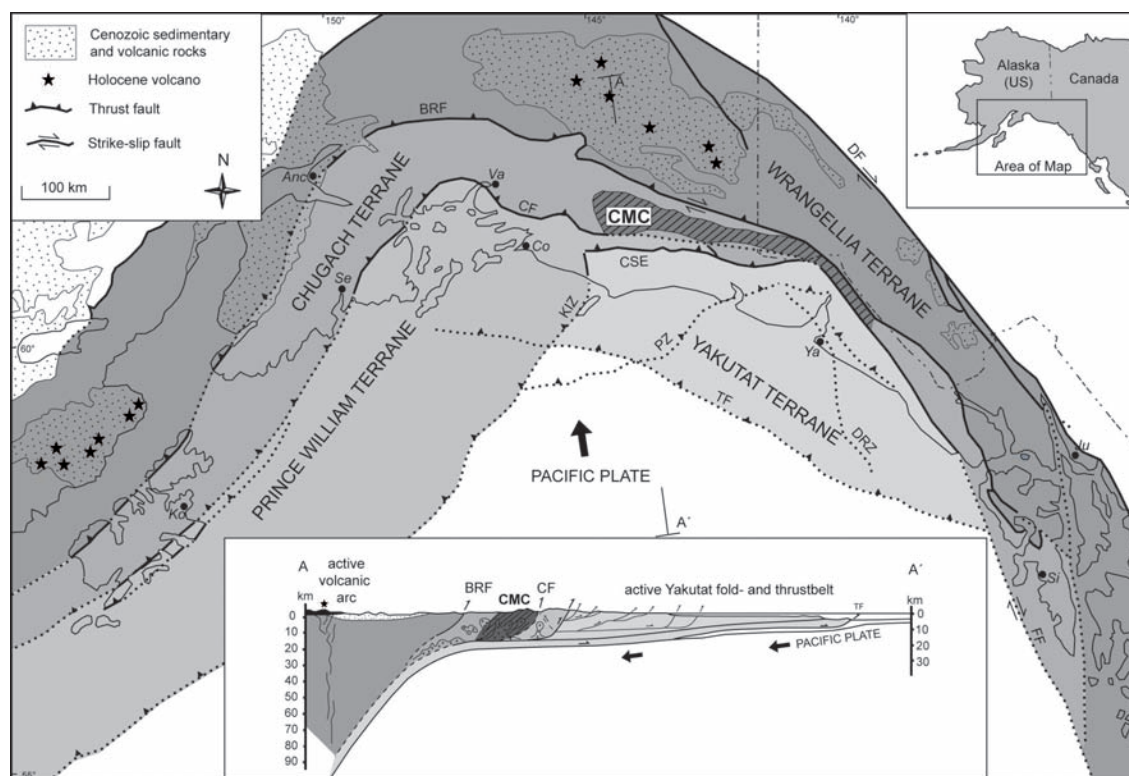 Cenozoic sedimentary
and volcanic rocks
Holocene volcano
Thrust fault
Strike-slip fault
N
100 km
150°
145°
140°
Alaska
(US)
Canada
Area of Map
A
BRF
DF
Anc
Va
CF
CMC
WRANGELLIA TERRANE
CHUGACH TERRANE
Co
CSE
Se
KIZ
60°
PZ
Ya
YAKUTAT TERRANE
TF
DRZ
PRINCE WILLIAM TERRANE
PACIFIC PLATE
Ju
Ko
A´
Si
FF
A
active
volcanic
arc
BRF
CMC
CF
active Yakutat fold- and thrustbelt
A´
km
0
10
20
30
40
50
60
70
80
90
TF
PACIFIC PLATE
km
0
10
20
30